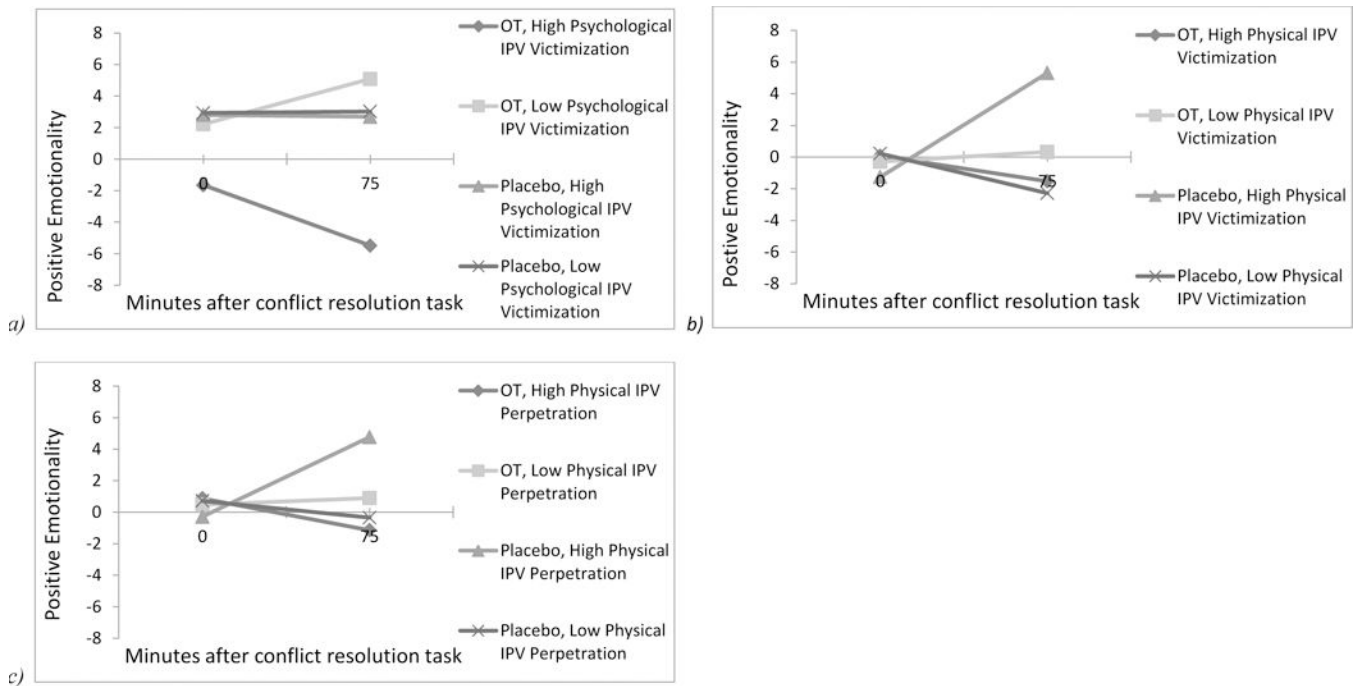 8
6
4
2
0
-2
-4
-6
-8
Positive Emotionality
0
75
Minutes after conflict resolution task
OT, High Psychological
IPV Victimization
OT, Low Psychological
IPV Victimization
Placebo, High
Psychological IPV
Victimization
Placebo, Low
Psychological IPV
Victimization
a)
8
6
4
2
0
-2
-4
-6
-8
Postive Emotionality
0
75
Minutes after conflict resolution task
OT, High Physical IPV
Victimization
OT, Low Physical IPV
Victimization
Placebo, High Physical
IPV Victimization
Placebo, Low Physical
IPV Victimization
b)
8
6
4
2
0
-2
-4
-6
-8
Positive Emotionality
0
75
Minutes after conflict resolution task
OT, High Physical IPV
Perpetration
OT, Low Physical IPV
Perpetration
Placebo, High Physical
IPV Perpetration
Placebo, Low Physical
IPV Perpetration
c)